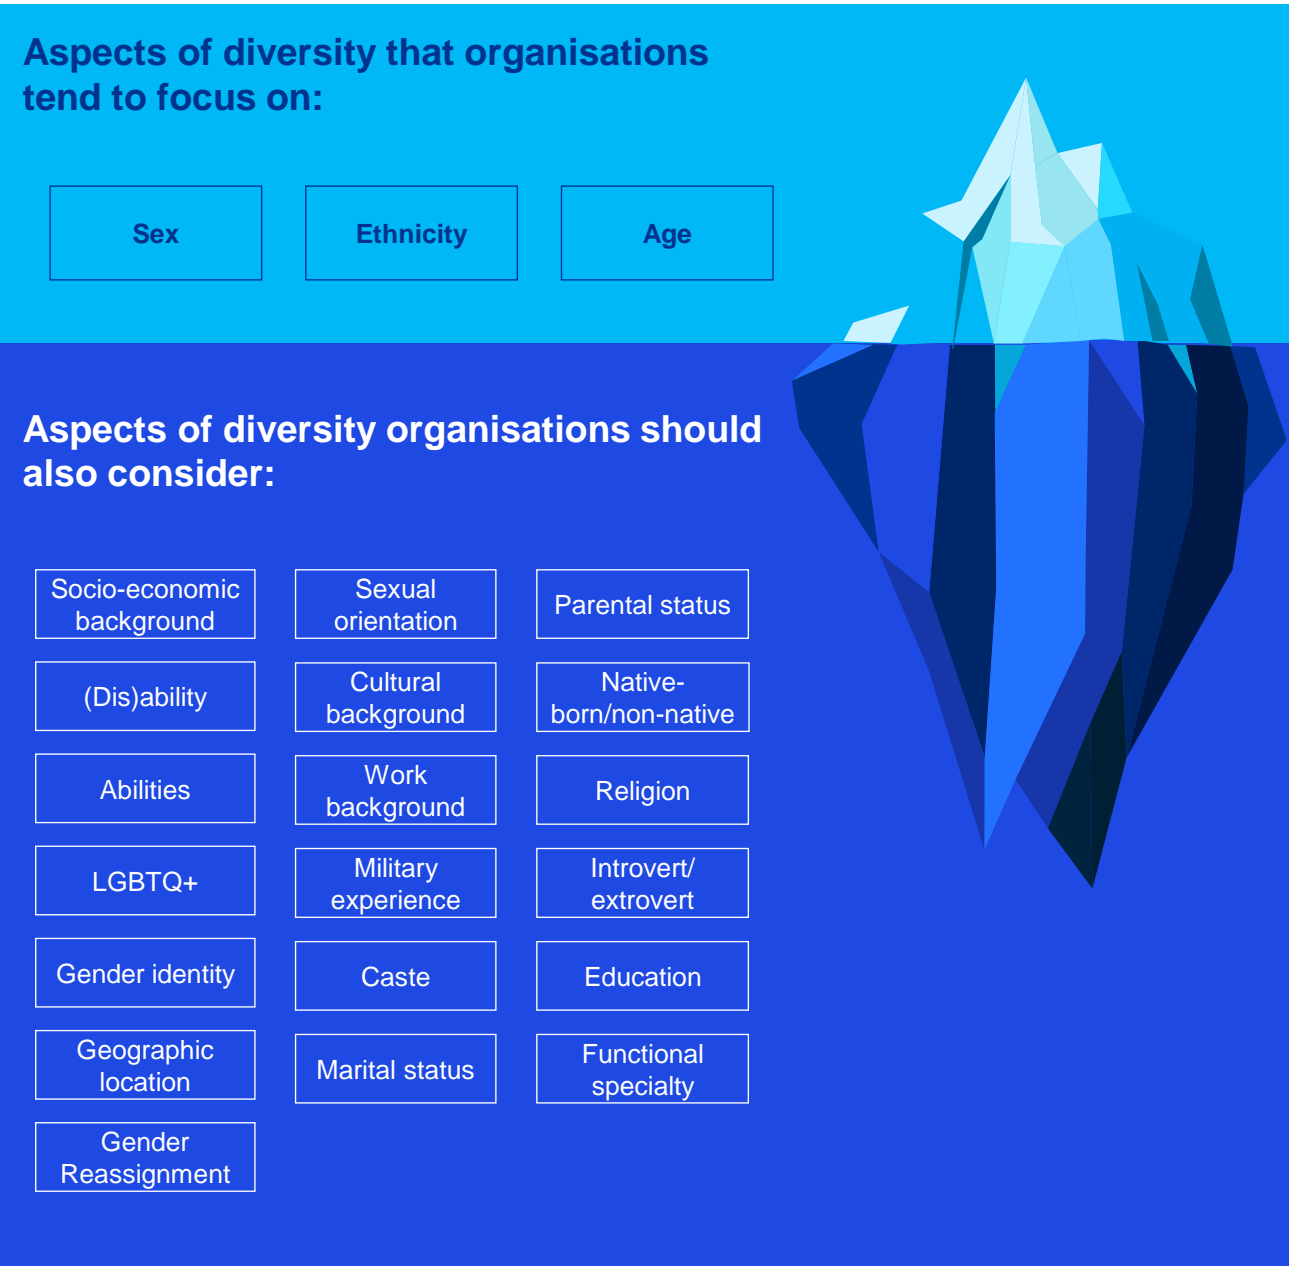 Aspects of diversity that organisations
tend to focus on:
Sex
Ethnicity
Age
Aspects of diversity organisations should
also consider:
Socio-economic
background
Sexual
orientation
Parental status
(Dis)ability
Cultural
background
Native-
born/non-native
Abilities
Work
background
Religion
LGBTQ+
Military
experience
Introvert/
extrovert
Gender identity
Caste
Education
Geographic
location
Marital status
Functional
specialty
Gender
Reassignment